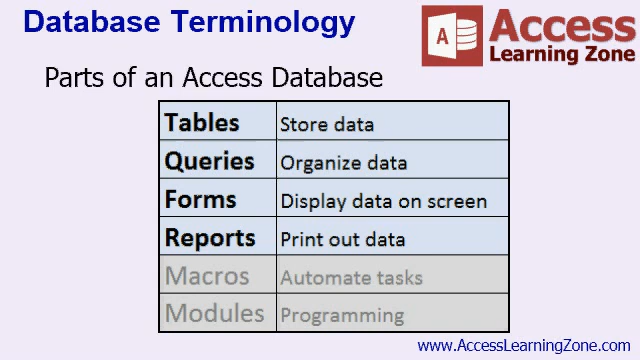 Database Terminology
A
Access
Learning Zone
Parts of an Access Database
Tables Store data
Queries Organize data
Forms Display data on screen
Reports Print out data
Macros Automate tasks
Modules Programming
www.AccessLearningZone.com